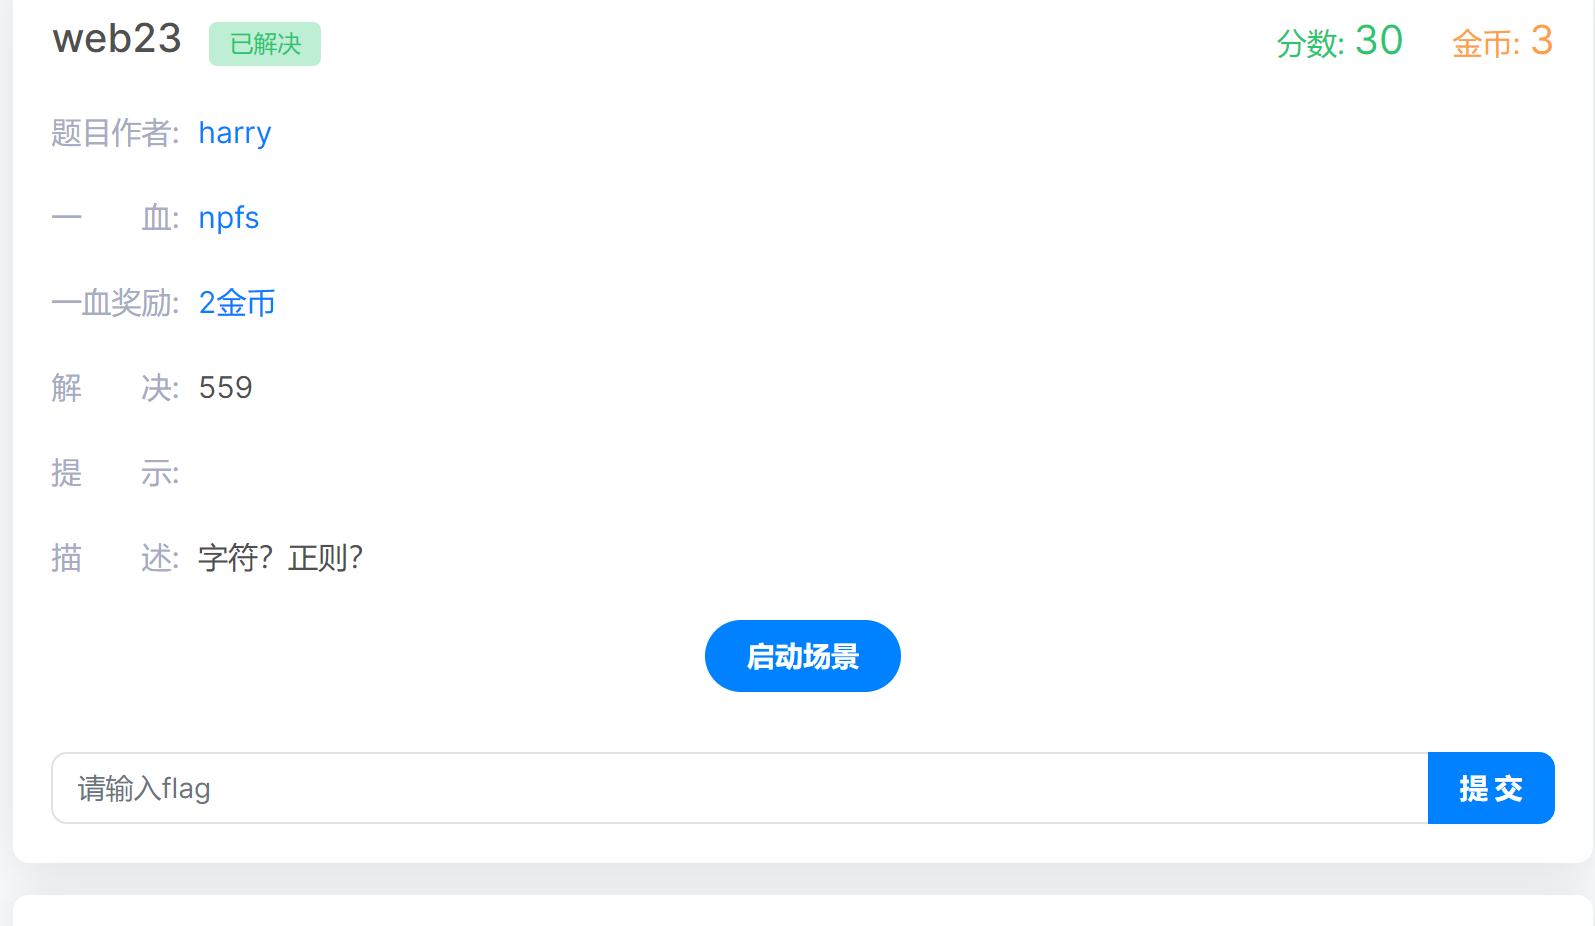 web23 已解决 分数: 30 金币: 3
题目作者: harry
一 血: npfs
一血奖励: 2金币
解 决: 559
提 示:
描 述: 字符？正则？
启动场景
请输入flag 提 交